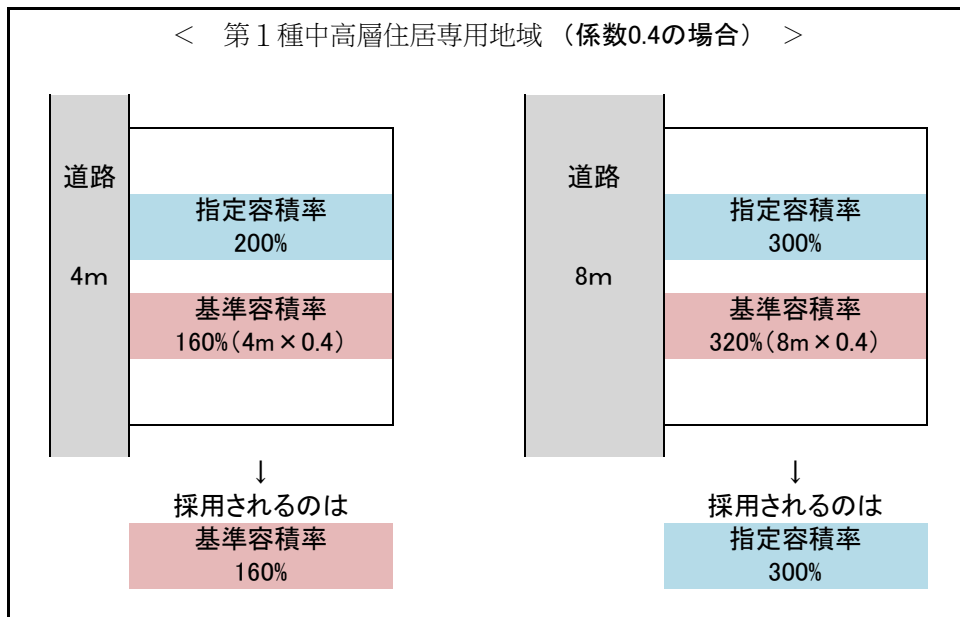 ＜　第１種中高層住居専用地域 （係数0.4の場合）　＞
道路
4ｍ
指定容積率
200%
基準容積率
160%(4m×0.4)
↓
採用されるのは
基準容積率
160%
道路
8ｍ
指定容積率
300%
基準容積率
320%(8m×0.4)
↓
採用されるのは
指定容積率
300%